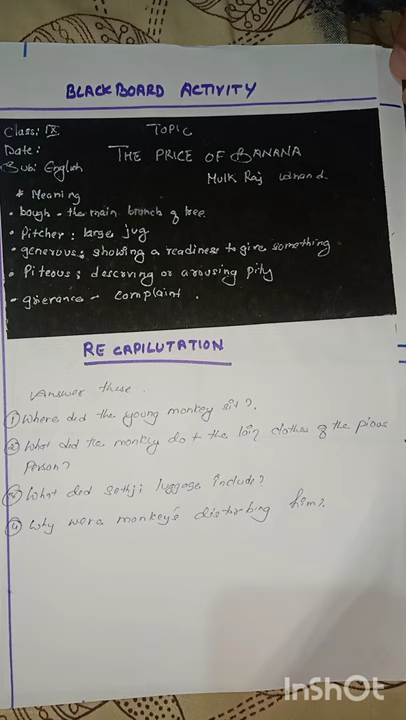 BLACKBOARD ACTIVITY
Class: IX
TOPIC
Date:
THE PRICE OF BANANA
Sub: English
Mulk Raj Anand.
* Meaning
• bough - the main branch of tree
• Pitcher: large jug
• generous: showing a readiness to give something
• Piteous; deserving or arousing pity
• grievance - complaint.
RE CAPILUTATION
Answer these.
① Where did the young monkey sit?.
② What did the monkey do t the loin clothes of the pious
Person?
③ What did Sethji luggage include?
④ Why were monkey's disturbing him?
InShOt